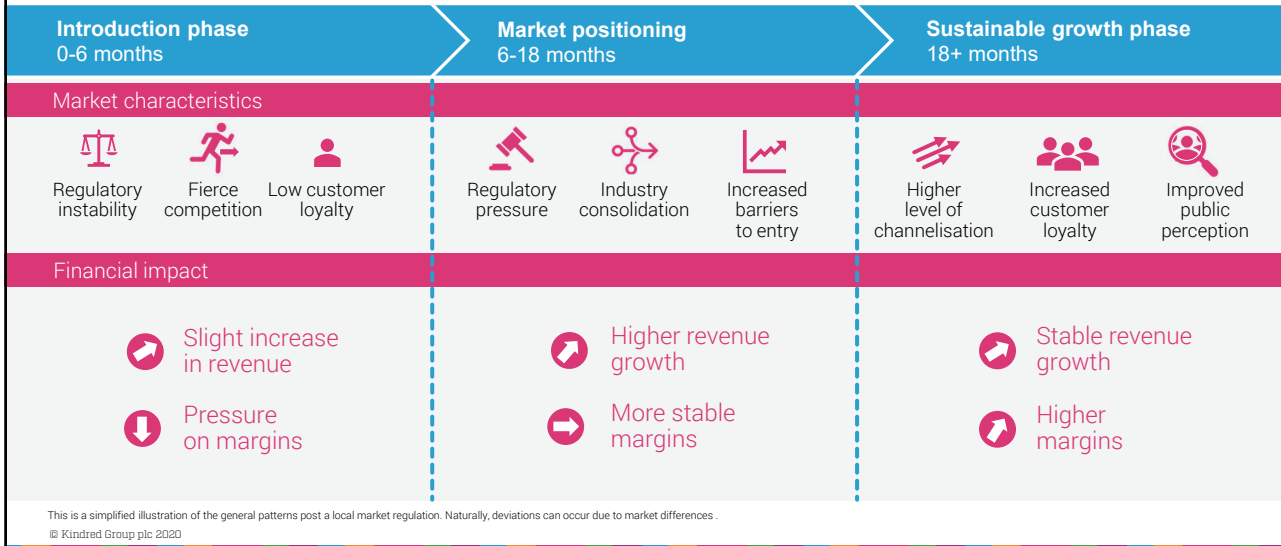 Introduction phase
0-6 months
Market positioning
6-18 months
Sustainable growth phase
18+ months
Market characteristics
Regulatory
instability
Fierce
competition
Low customer
loyalty
Regulatory
pressure
Industry
consolidation
Increased
barriers
to entry
Higher
level of
channelisation
Increased
customer
loyalty
Improved
public
perception
Financial impact
Slight increase
in revenue
Pressure
on margins
Higher revenue
growth
More stable
margins
Stable revenue
growth
Higher
margins
This is a simplified illustration of the general patterns post a local market regulation. Naturally, deviations can occur due to market differences .
© Kindred Group plc 2020